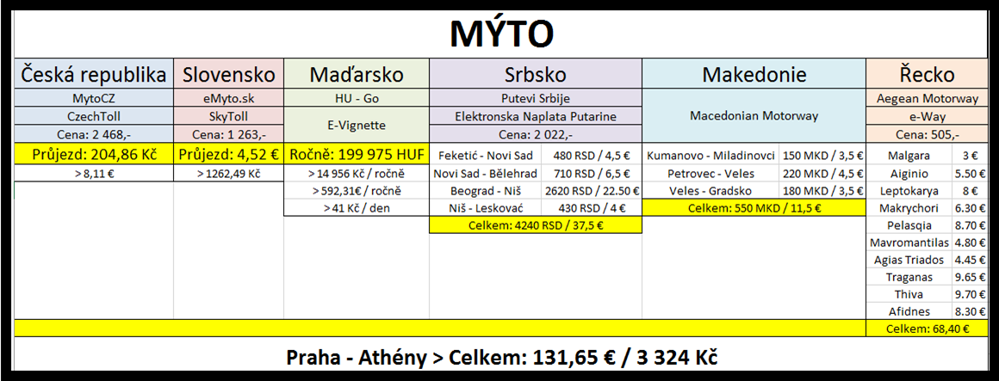 MÝTO
Česká republika Slovensko Maďarsko Srbsko Makedonie Řecko
MytoCZ eMyto.sk HU - Go Putevi Srbije Aegean Motorway
CzechToll SkyToll E-Vignette Elektronska Naplata Putarine Macedonian Motorway e-Way
Cena: 2 468,- Cena: 1 263,- Cena: 2 022,- Cena: 505,-
Průjezd: 204,86 Kč Průjezd: 4,52 € Ročně: 199 975 HUF Feketić - Novi Sad 480 RSD / 4,5 € Kumanovo - Miladinovci 150 MKD / 3,5 € Malgara 3 €
> 8,11 € > 1262,49 Kč > 14 956 Kč / ročně Novi Sad - Bělehrad 710 RSD / 6,5 € Petrovec - Veles 220 MKD / 4,5 € Aiginio 5.50 €
> 592,31€ / ročně Beograd - Niš 2620 RSD / 22.50 € Veles - Gradsko 180 MKD / 3,5 € Leptokarya 8 €
> 41 Kč / den Niš - Leskovać 430 RSD / 4 € Celkem: 550 MKD / 11,5 € Makrychori 6.30 €
Celkem: 4240 RSD / 37,5 € Pelasqia 8.70 €
Mavromantilas 4.80 €
Agias Triados 4.45 €
Traganas 9.65 €
Thiva 9.70 €
Afidnes 8.30 €
Celkem: 68,40 €
Praha - Athény > Celkem: 131,65 € / 3 324 Kč